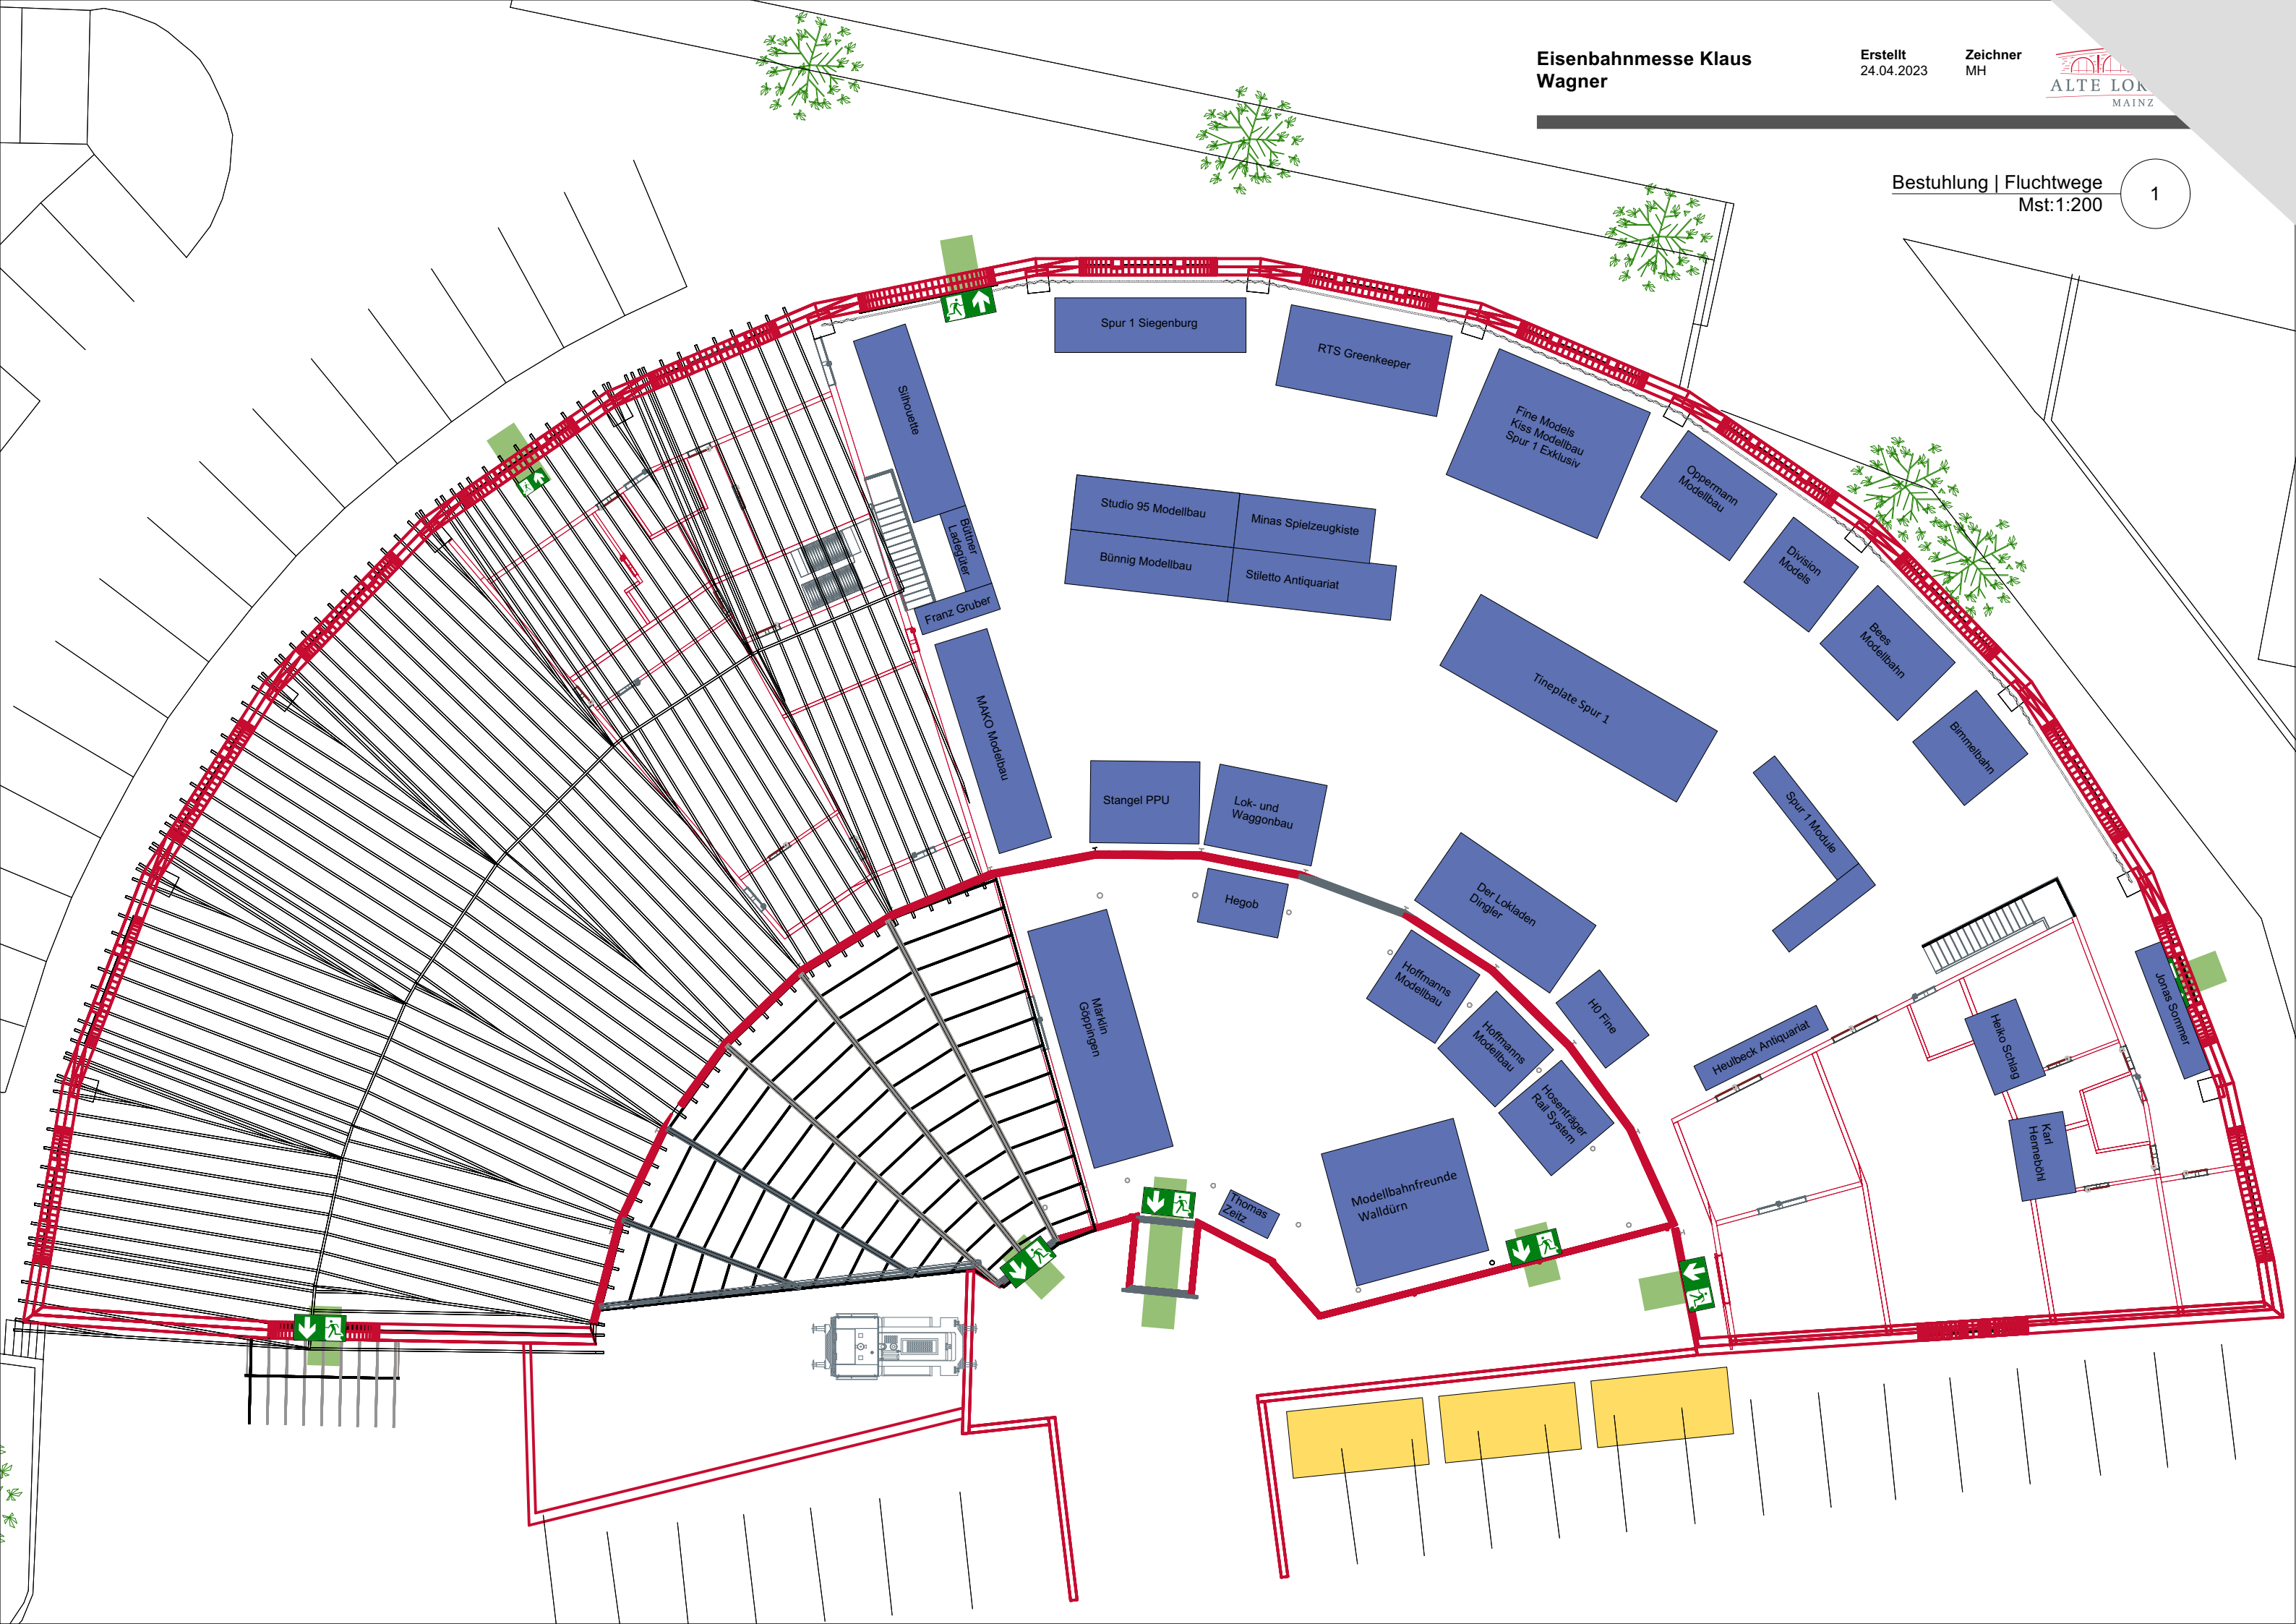 Eisenbahnmesse Klaus
Wagner
Erstellt
24.04.2023
Zeichner
MH
MAINZ
ALTE
Bestuhlung | Fluchtwege
Mst:1:200
1
Spur 1 Siegenburg
RTS Greenkeeper
Silhouette
Fine Models
Kiss Modellbau
Spur 1 Exklusiv
Oppermann
Modellbau
Studio 95 Modellbau
Minas Spielzeugkiste
Bünnig Modellbau
Stiletto Antiquariat
Büttner
Ladegüter
Franz Gruber
Division
Models
Bees
Modellbahn
Bimmelbahn
MAKO Modelbau
Tineplate Spur 1
Stangel PPU
Lok- und
Waggonbau
Spur 1 Module
Hegob
Der Lokladen
Dingler
Märklin
Göppingen
Hoffmanns
Modellbau
H0 Fine
Hoffmanns
Modellbau
Hosenträger
Rail System
Heulbeck Antiquariat
Heiko Schlag
Jonas Sommer
Karl
Henneböhl
Thomas
Zeitz
Modellbahnfreunde
Walldürn